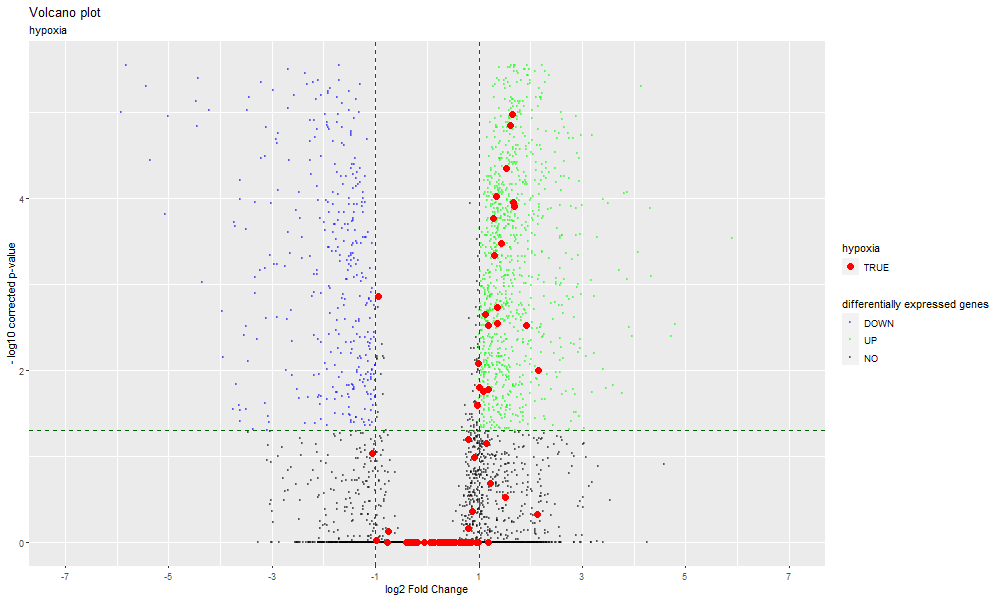 Volcano plot
hypoxia
4
2
0
- log10 corrected p-value
-7 -5 -3 -1 1 3 5 7
log2 Fold Change
hypoxia
TRUE
differentially expressed genes
DOWN
UP
NO